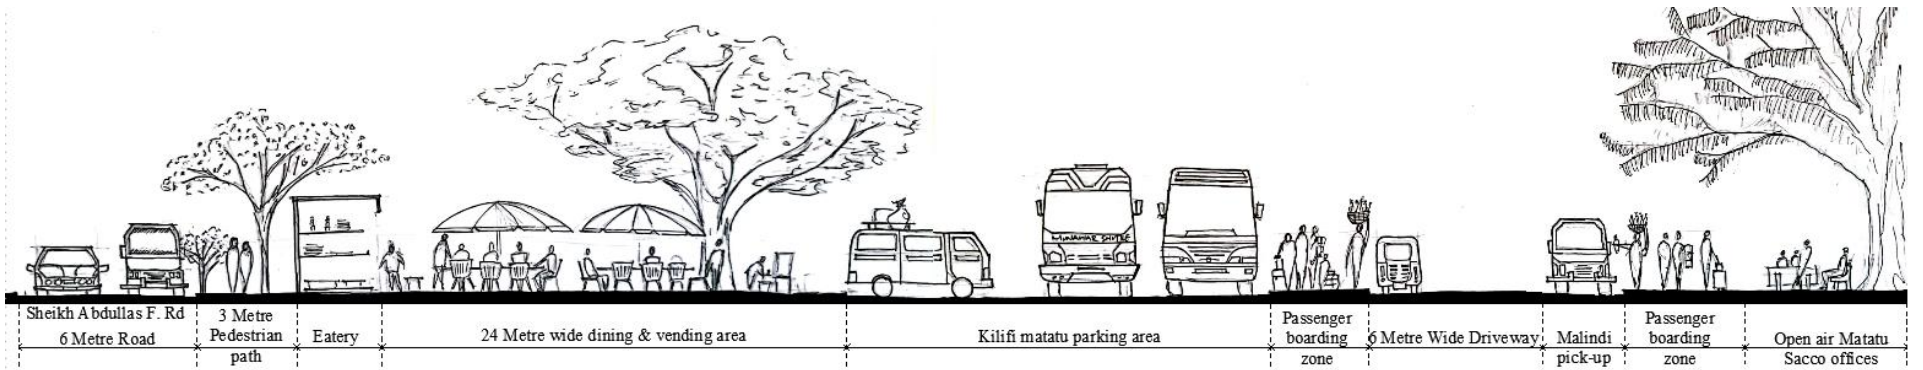 MUNAWAR SHUTTLE
Sheikh Abdullas F. Rd
6 Metre Road
3 Metre
Pedestrian
path
Eatery
24 Metre wide dining & vending area
Kilifi matatu parking area
Passenger
boarding
zone
6 Metre Wide Driveway
Malindi
pick-up
Passenger
boarding
zone
Open air Matatu
Sacco offices